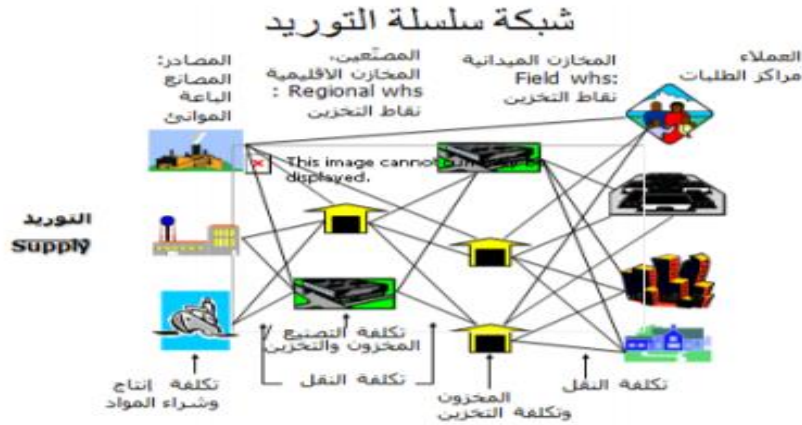 شبكة سلسلة التوريد
العملاء
مراكز الطلبات
المخازن الميدانية
Field whs:
نقاط التخزين
المصنّعين،
المخازن الاقليمية
Regional whs :
نقاط التخزين
المصادر:
المصانع
الباعة
الموانئ
This image cannot
displayed.
التوريد
Supply
تكلفة التصنيع /
المخزون والتخزين
تكلفة النقل
تكلفة النقل
المخزون
وتكلفة التخزين
تكلفة إنتاج
وشراء المواد